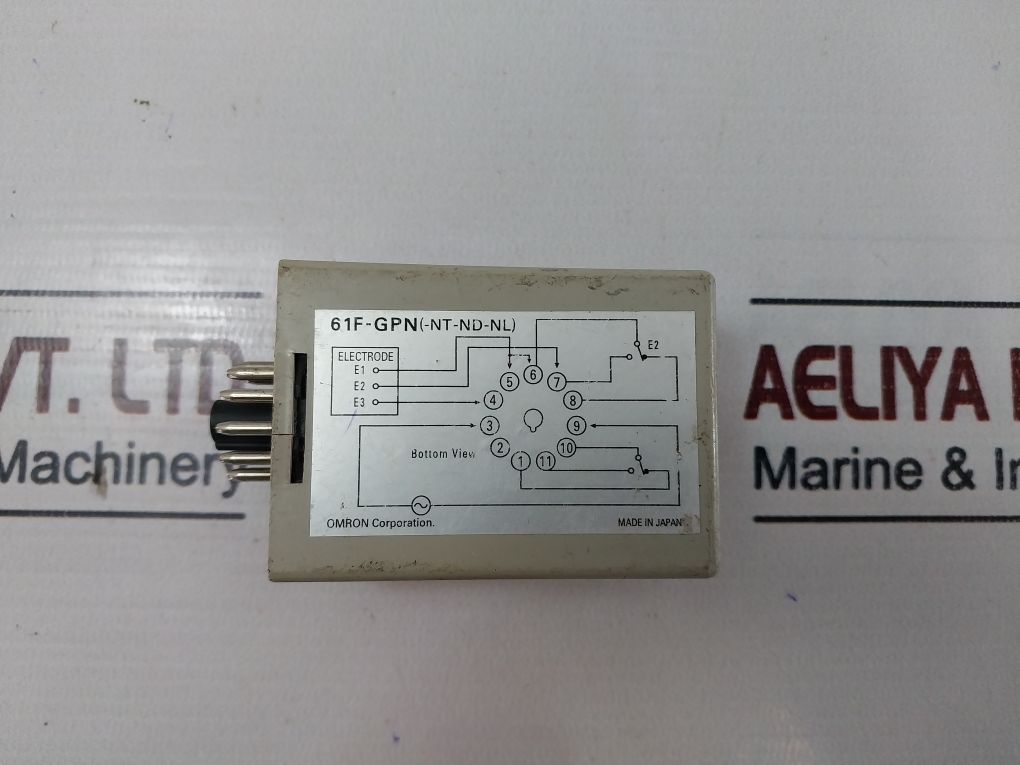 61F-GPN(-NT-ND-NL)
ELECTRODE
E1
E2
E3
E2
5 6 7
4 8
3 9
2 10
1 11
Bottom View
OMRON Corporation.
MADE IN JAPAN
VT. LTD
Machinery
AELIYA
Marine & In